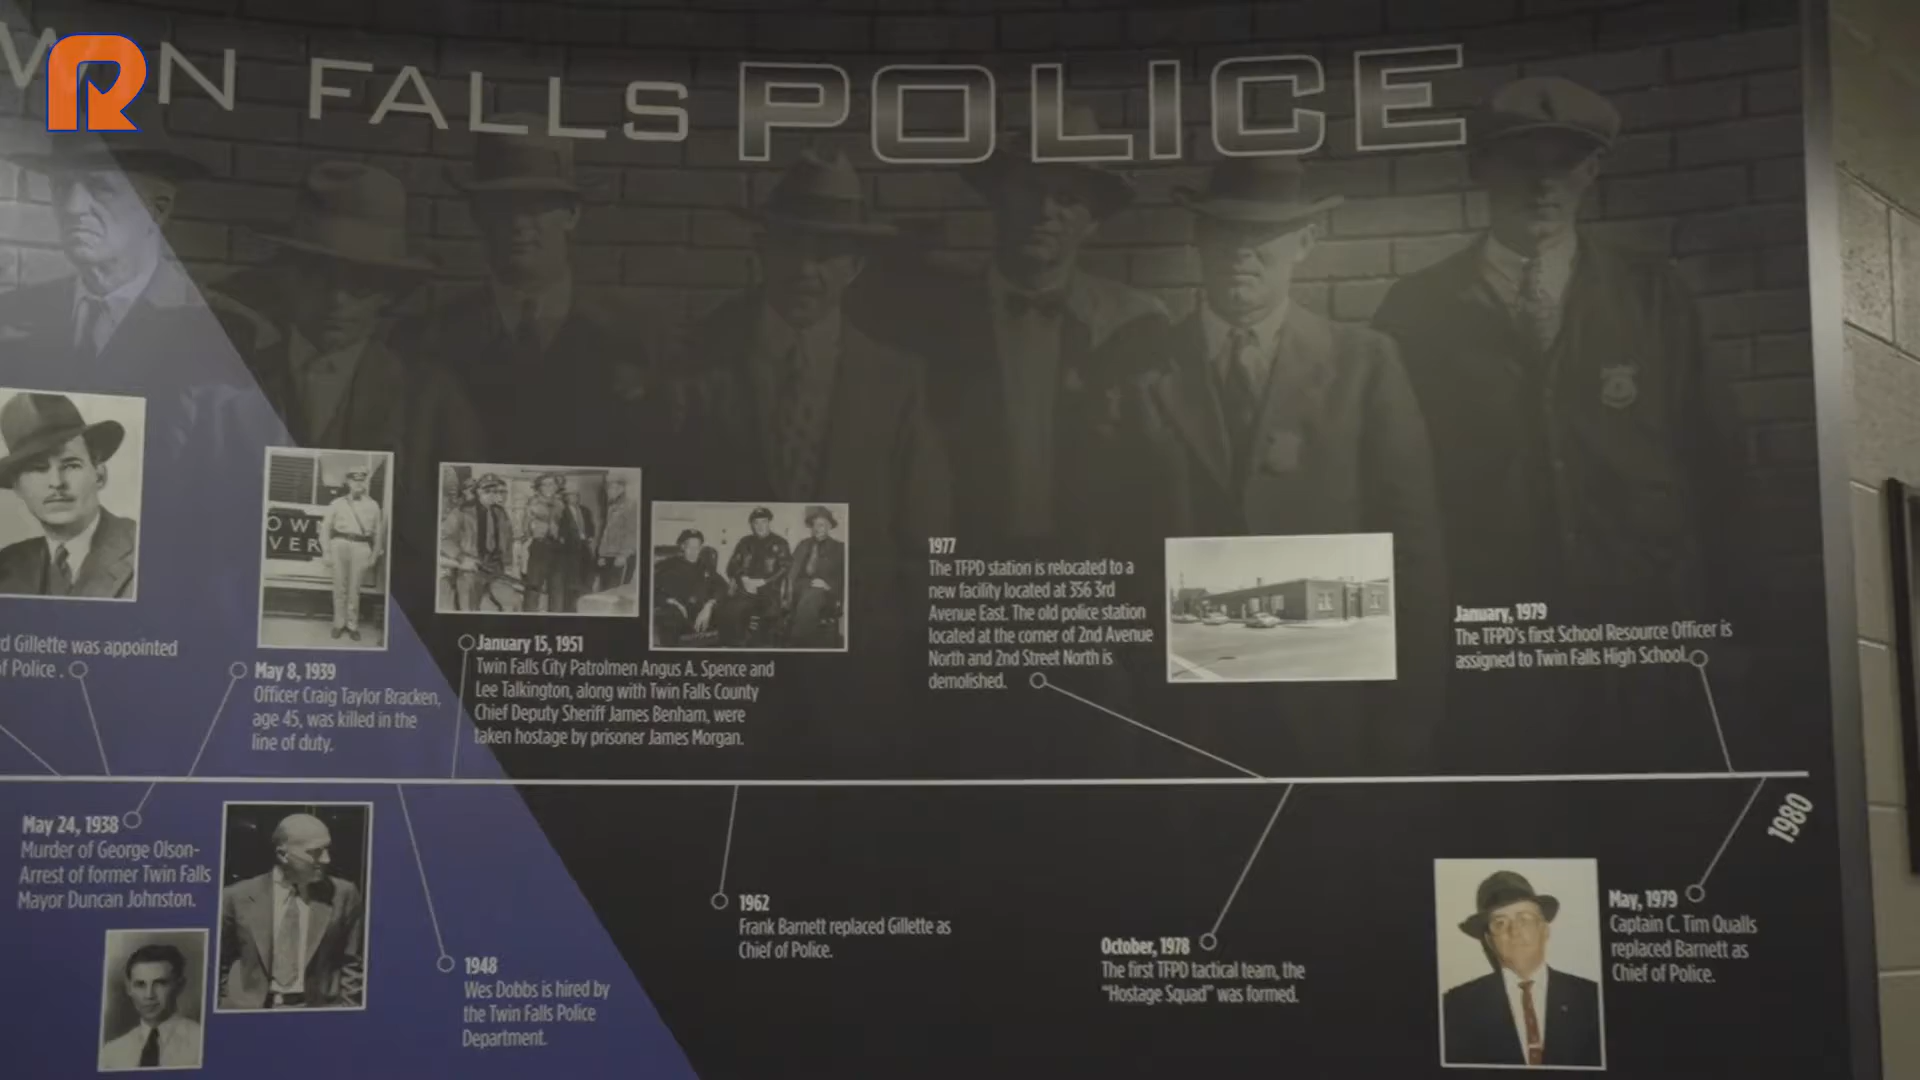 R
WIN FALLS POLICE
d Gillette was appointed
of Police.
May 8, 1939
Officer Craig Taylor Bracken,
age 45, was killed in the
line of duty.
OW
VER
January 15, 1951
Twin Falls City Patrolmen Angus A. Spence and
Lee Talkington, along with Twin Falls County
Chief Deputy Sheriff James Benham, were
taken hostage by prisoner James Morgan.
1977
The TFPD station is relocated to a
new facility located at 356 3rd
Avenue East. The old police station
located at the corner of 2nd Avenue
North and 2nd Street North is
demolished.
January, 1979
The TFPD's first School Resource Officer is
assigned to Twin Falls High School.
1980
May 24, 1938
Murder of George Olson-
Arrest of former Twin Falls
Mayor Duncan Johnston.
1948
Wes Dobbs is hired by
the Twin Falls Police
Department.
1962
Frank Barnett replaced Gillette as
Chief of Police.
October, 1978
The first TFPD tactical team, the
"Hostage Squad" was formed.
May, 1979
Captain C. Tim Qualls
replaced Barnett as
Chief of Police.